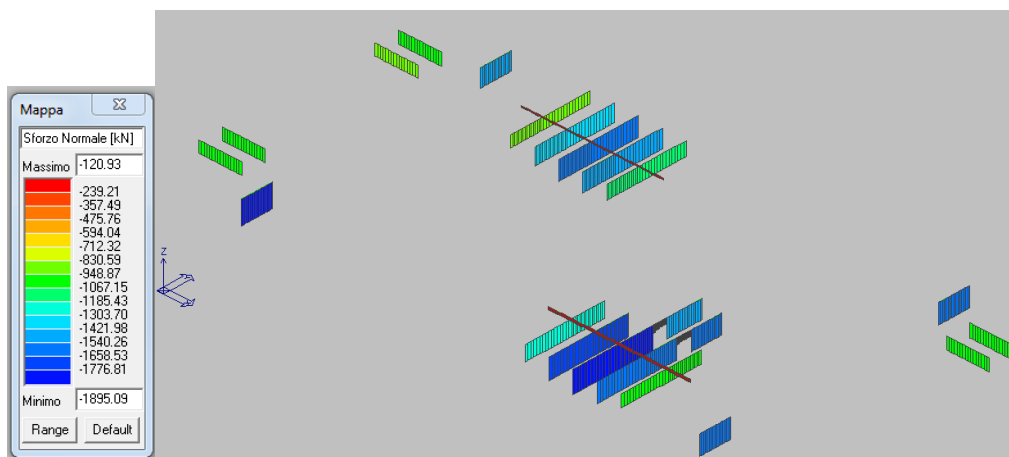 Mappa
Sforzo Normale [kN]
Massimo -120.93
-239.21
-357.49
-475.76
-594.04
-712.32
-830.59
-948.87
-1067.15
-1185.43
-1303.70
-1421.98
-1540.26
-1658.53
-1776.81
Minimo -1895.09
Range Default
z